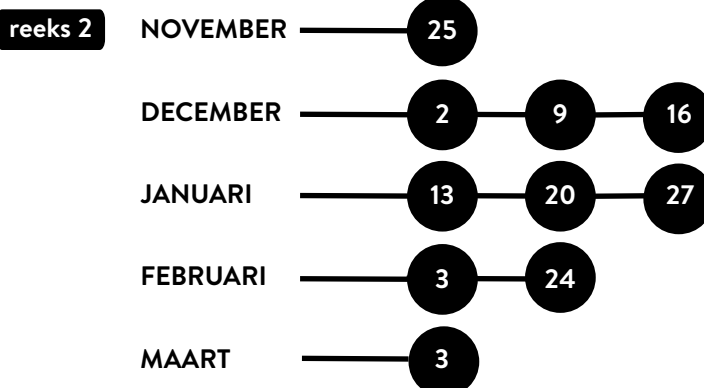 reeks 2 NOVEMBER 25
DECEMBER 2 9 16
JANUARI 13 20 27
FEBRUARI 3 24
MAART 3